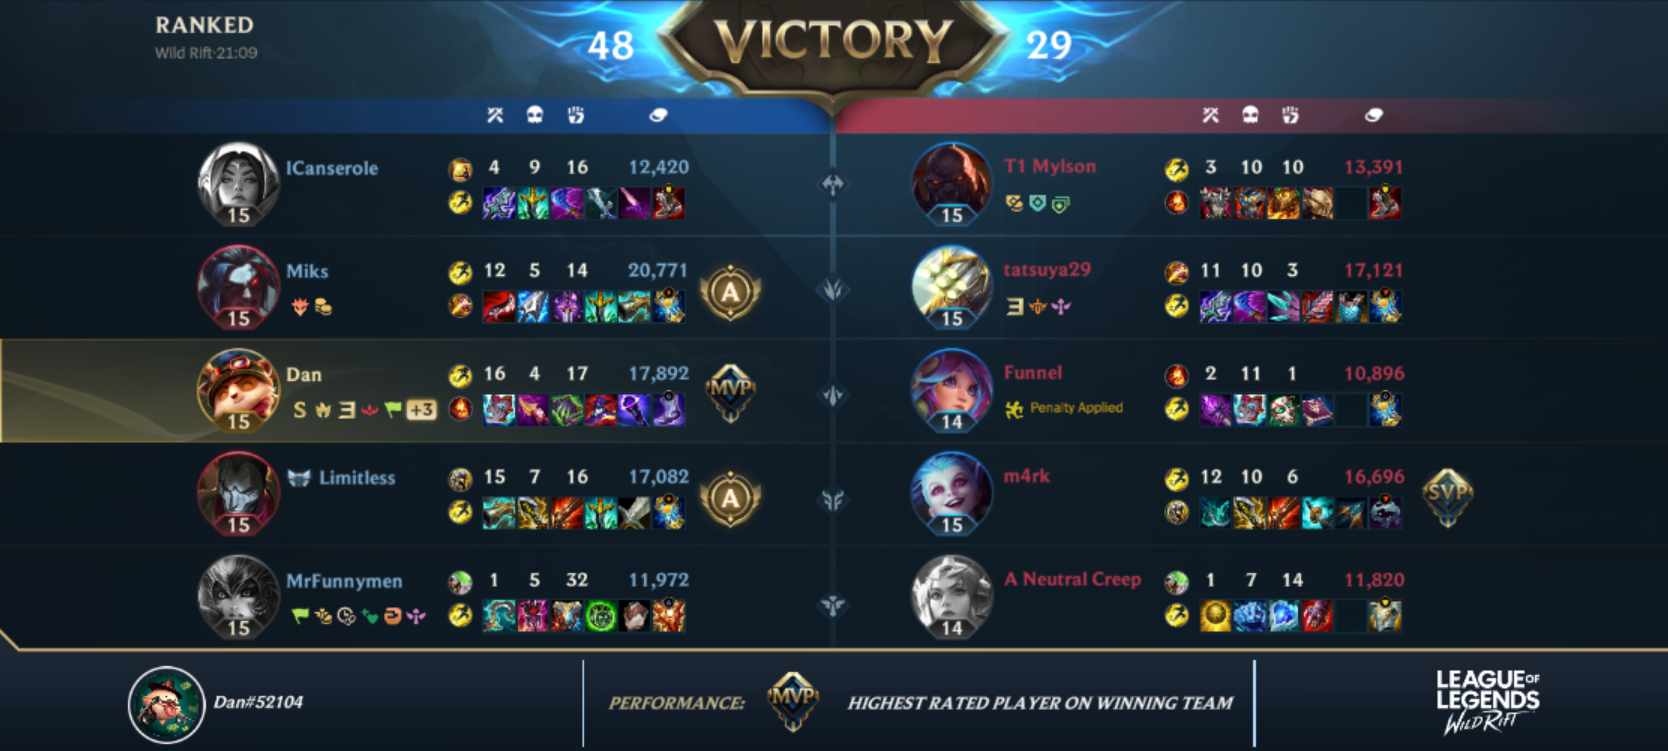 RANKED
Wild Rift·21:09
48
VICTORY
29
ICanserole
4 9 16 12,420
15
T1 Mylson
3 10 10 13,391
15
Miks
12 5 14 20,771
A
15
tatsuya29
11 10 3 17,121
15
Dan
16 4 17 17,892
MVP
S
+3
15
Funnel
2 11 1 10,896
Penalty Applied
14
Limitless
15 7 16 17,082
A
15
m4rk
12 10 6 16,696
SVP
15
MrFunnymen
1 5 32 11,972
15
A Neutral Creep
1 7 14 11,820
14
Dan#52104
PERFORMANCE: MVP HIGHEST RATED PLAYER ON WINNING TEAM
LEAGUE OF
LEGENDS
WILD RIFT